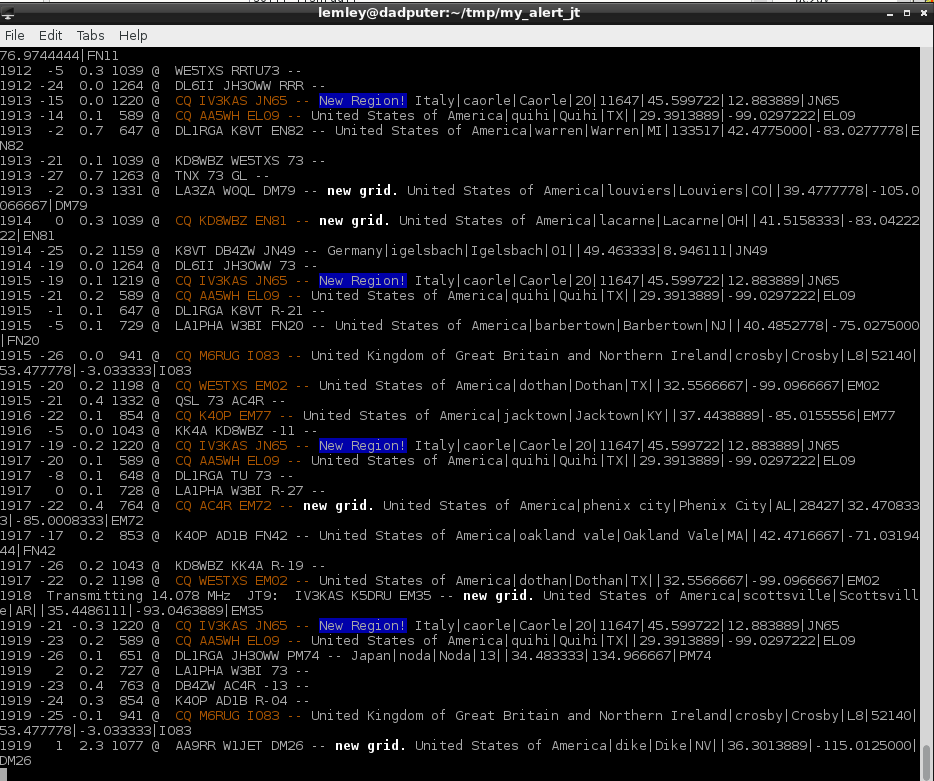 lemley@dadputer:~/tmp/my_alert_jt
File Edit Tabs Help
76.9744444|FN11
1912 -5 0.3 1039 @ WE5TXS RRTU73 --
1912 -24 0.0 1264 @ DL6II JH3OWW RRR --
1913 -15 0.0 1220 @ CQ IV3KAS JN65 -- New Region! Italy|caorle|Caorle|20|11647|45.599722|12.883889|JN65
1913 -14 0.1 589 @ CQ AA5WH EL09 -- United States of America|quihi|Quihi|TX||29.3913889|-99.0297222|EL09
1913 -2 0.7 647 @ DL1RGA K8VT EN82 -- United States of America|warren|Warren|MI|133517|42.4775000|-83.0277778|E
N82
1913 -21 0.1 1039 @ KD8WBZ WE5TXS 73 --
1913 -27 0.7 1263 @ TNX 73 GL --
1913 -2 0.3 1331 @ LA3ZA W0QL DM79 -- new grid. United States of America|louviers|Louviers|CO||39.4777778|-105.0
066667|DM79
1914 0 0.3 1039 @ CQ KD8WBZ EN81 -- new grid. United States of America|lacarne|Lacarne|OH||41.5158333|-83.04222
22|EN81
1914 -25 0.2 1159 @ K8VT DB4ZW JN49 -- Germany|igelsbach|Igelsbach|01||49.463333|8.946111|JN49
1914 -19 0.0 1264 @ DL6II JH3OWW 73 --
1915 -19 0.1 1219 @ CQ IV3KAS JN65 -- New Region! Italy|caorle|Caorle|20|11647|45.599722|12.883889|JN65
1915 -21 0.2 589 @ CQ AA5WH EL09 -- United States of America|quihi|Quihi|TX||29.3913889|-99.0297222|EL09
1915 -1 0.1 647 @ DL1RGA K8VT R-21 --
1915 -5 0.1 729 @ LA1PHA W3BI FN20 -- United States of America|barbertown|Barbertown|NJ||40.4852778|-75.0275000
|FN20
1915 -26 0.0 941 @ CQ M6RUG IO83 -- United Kingdom of Great Britain and Northern Ireland|crosby|Crosby|L8|52140|
53.477778|-3.033333|IO83
1915 -20 0.2 1198 @ CQ WE5TXS EM02 -- United States of America|dothan|Dothan|TX||32.5566667|-99.0966667|EM02
1915 -21 0.4 1332 @ QSL 73 AC4R --
1916 -22 0.1 854 @ CQ K4OP EM77 -- United States of America|jacktown|Jacktown|KY||37.4438889|-85.0155556|EM77
1916 -5 0.0 1043 @ KK4A KD8WBZ -11 --
1917 -19 -0.2 1220 @ CQ IV3KAS JN65 -- New Region! Italy|caorle|Caorle|20|11647|45.599722|12.883889|JN65
1917 -20 0.1 589 @ CQ AA5WH EL09 -- United States of America|quihi|Quihi|TX||29.3913889|-99.0297222|EL09
1917 -8 0.1 648 @ DL1RGA TU 73 --
1917 0 0.1 728 @ LA1PHA W3BI R-27 --
1917 -22 0.4 764 @ CQ AC4R EM72 -- new grid. United States of America|phenix city|Phenix City|AL|28427|32.470833
3|-85.0008333|EM72
1917 -17 0.2 853 @ K4OP AD1B FN42 -- United States of America|oakland vale|Oakland Vale|MA||42.4716667|-71.03194
44|FN42
1917 -26 0.2 1043 @ KD8WBZ KK4A R-19 --
1917 -22 0.2 1198 @ CQ WE5TXS EM02 -- United States of America|dothan|Dothan|TX||32.5566667|-99.0966667|EM02
1918 Transmitting 14.078 MHz JT9: IV3KAS K5DRU EM35 -- new grid. United States of America|scottsville|Scottsvill
e|AR||35.4486111|-93.0463889|EM35
1919 -21 -0.3 1220 @ CQ IV3KAS JN65 -- New Region! Italy|caorle|Caorle|20|11647|45.599722|12.883889|JN65
1919 -23 0.2 589 @ CQ AA5WH EL09 -- United States of America|quihi|Quihi|TX||29.3913889|-99.0297222|EL09
1919 -26 0.1 651 @ DL1RGA JH3OWW PM74 -- Japan|noda|Noda|13||34.483333|134.966667|PM74
1919 2 0.2 727 @ LA1PHA W3BI 73 --
1919 -23 0.4 763 @ DB4ZW AC4R -13 --
1919 -24 0.3 854 @ K4OP AD1B R-04 --
1919 -25 -0.1 941 @ CQ M6RUG IO83 -- United Kingdom of Great Britain and Northern Ireland|crosby|Crosby|L8|52140|
53.477778|-3.033333|IO83
1919 1 2.3 1077 @ AA9RR W1JET DM26 -- new grid. United States of America|dike|Dike|NV||36.3013889|-115.0125000|
DM26